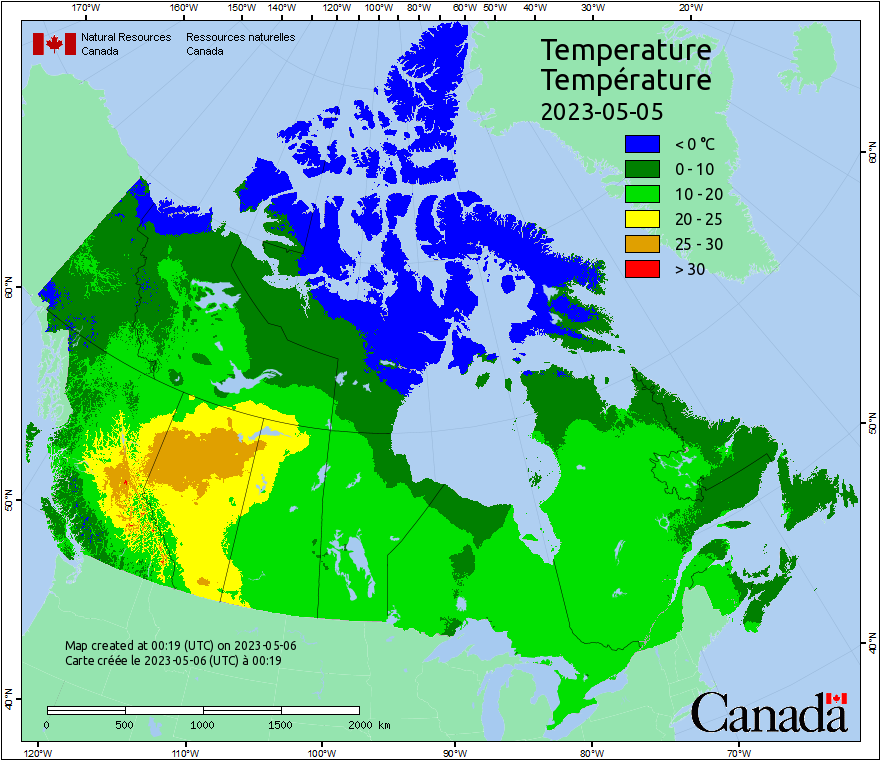 170°W 160°W 150°W 140°W 120°W 100°W 80°W 60°W 50°W 40°W 30°W 20°W
Natural Resources Ressources naturelles
Canada Canada
Temperature
Température
2023-05-05
< 0 °C
0 - 10
10 - 20
20 - 25
25 - 30
> 30
60°N
60°N
50°N
50°N
40°N
40°N
Map created at 00:19 (UTC) on 2023-05-06
Carte créée le 2023-05-06 (UTC) à 00:19
0 500 1000 1500 2000 km
Canada
120°W 110°W 100°W 90°W 80°W 70°W